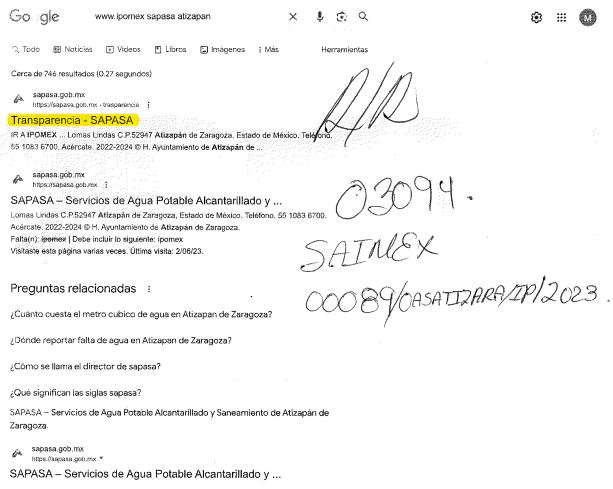 Google
www.ipomex sapasa atizapan
M
Todo Noticias Videos Libros Imágenes Más Herramientas
Cerca de 746 resultados (0.27 segundos)
sapasa.gob.mx
https://sapasa.gob.mx › trasparencia
Transparencia - SAPASA
IR A IPOMEX ... Lomas Lindas C.P.52947 Atizapán de Zaragoza, Estado de México. Teléfono.
55 1083 6700. Acércate. 2022-2024 © H. Ayuntamiento de Atizapán de ...
sapasa.gob.mx
https://sapasa.gob.mx
SAPASA – Servicios de Agua Potable Alcantarillado y ...
Lomas Lindas C.P.52947 Atizapán de Zaragoza, Estado de México. Teléfono. 55 1083 6700.
Acércate. 2022-2024 © H. Ayuntamiento de Atizapán de Zaragoza.
Falta(n): ipomex | Debe incluir lo siguiente: ipomex
Visitaste esta página varias veces. Última visita: 2/06/23.
03094.
SAIMEX
00089/OASATIZARA/IP/2023.
Preguntas relacionadas
¿Cuánto cuesta el metro cubico de agua en Atizapan de Zaragoza?
¿Dónde reportar falta de agua en Atizapan de Zaragoza?
¿Cómo se llama el director de sapasa?
¿Qué significan las siglas sapasa?
SAPASA – Servicios de Agua Potable Alcantarillado y Saneamiento de Atizapán de
Zaragoza.
sapasa.gob.mx
https://sapasa.gob.mx
SAPASA – Servicios de Agua Potable Alcantarillado y ...